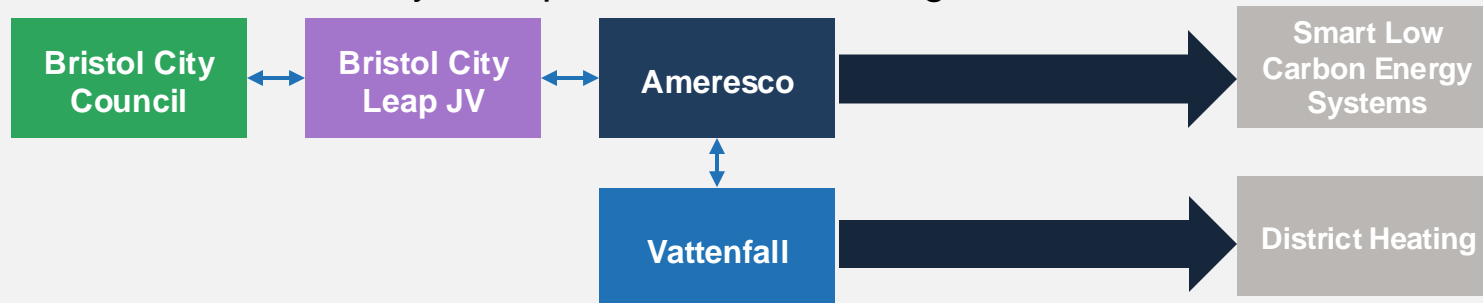 Bristol City
Council
Bristol City
Leap JV
Ameresco
Smart Low
Carbon Energy
Systems
Vattenfall
District Heating